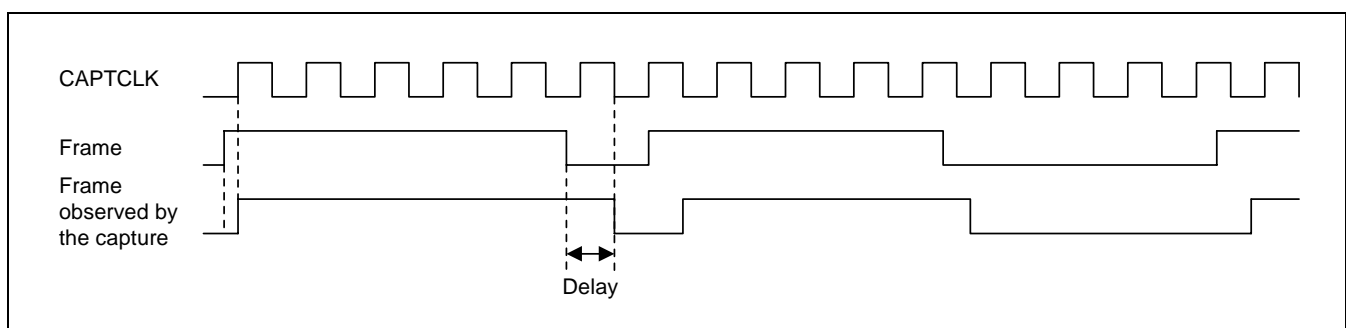 CAPTCLK
Frame
Frame
observed by
the capture
Delay